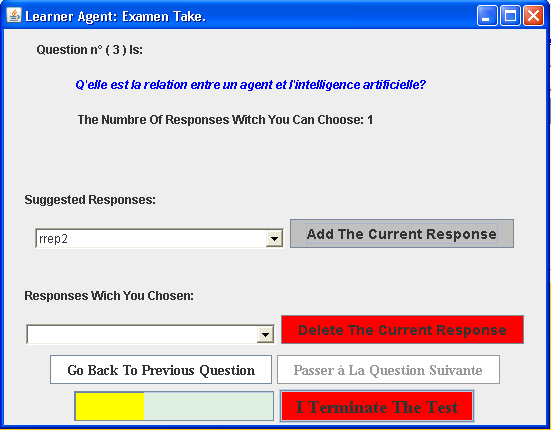 Learner Agent: Examen Take.
Question n° ( 3 ) Is:
Q'elle est la relation entre un agent et l'intelligence artificielle?
The Numbre Of Responses Witch You Can Choose: 1
Suggested Responses:
rrep2
Add The Current Response
Responses Wich You Chosen:
Delete The Current Response
Go Back To Previous Question
Passer à La Question Suivante
I Terminate The Test